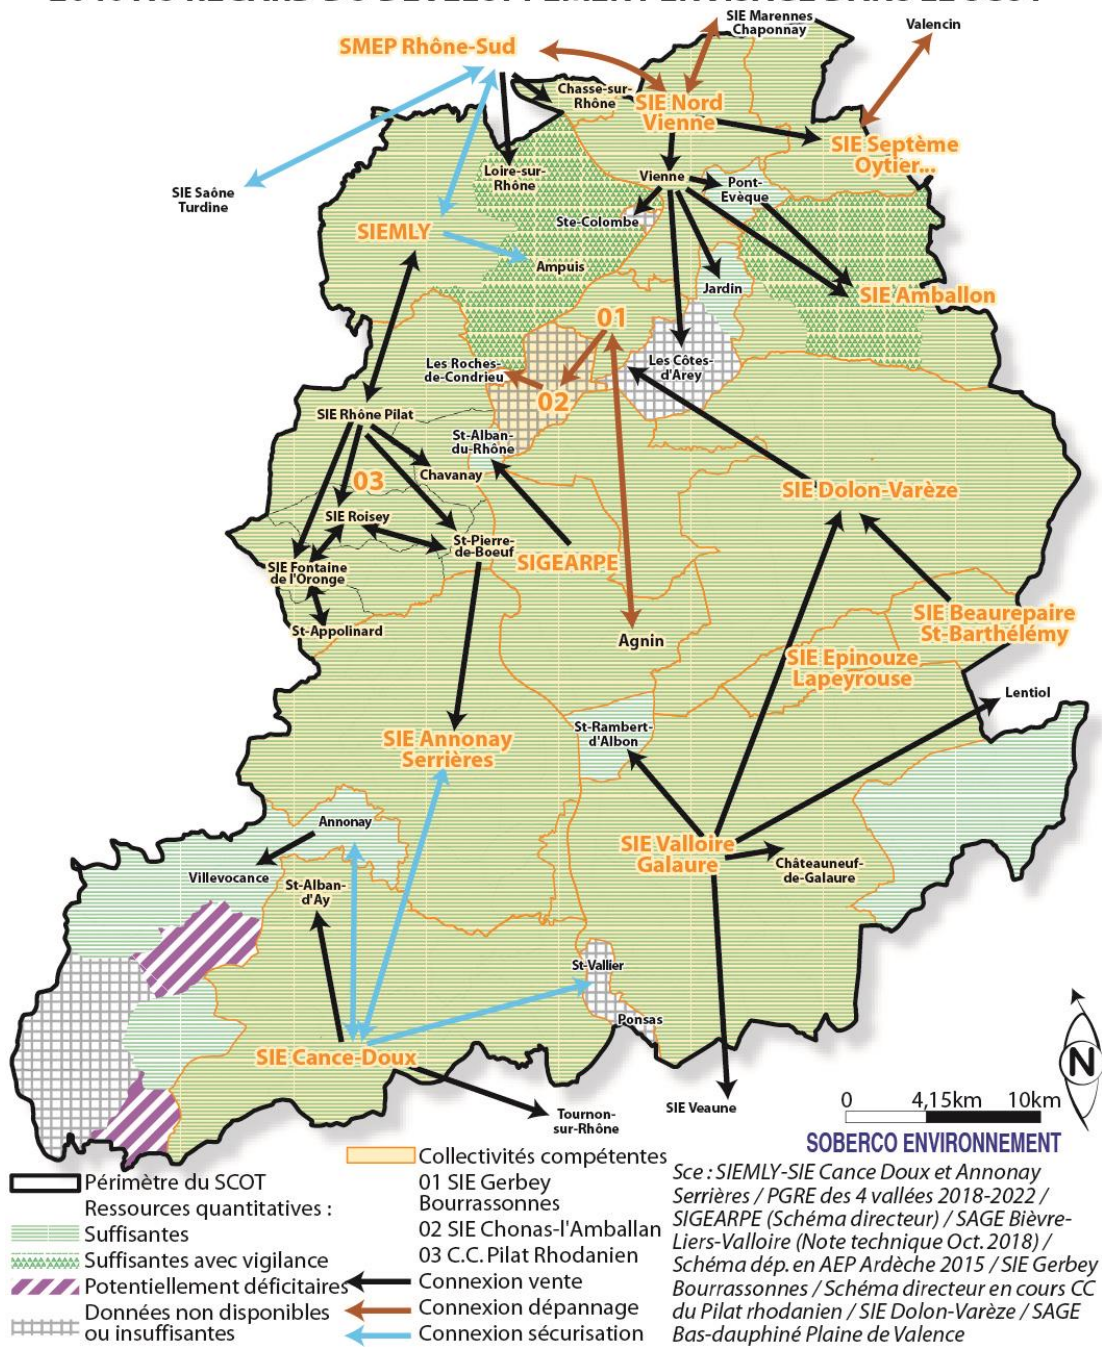 SIE Marennes
Chaponnay
Valencin
SMEP Rhône-Sud
Chasse-sur-
Rhône
SIE Nord
Vienne
SIE Septème
Oytier...
Loire-sur-
Rhône
Vienne
Pont-
Evèque
SIE Saône
Turdine
Ste-Colombe
SIEMLY
Ampuis
Jardin
SIE Amballon
01
Les Roches-
de-Condrieu
Les Côtes-
d'Arey
02
SIE Rhône Pilat
St-Alban-
du-Rhône
Chavanay
03
SIE Dolon-Varèze
SIE Roisey
St-Pierre-
de-Boeuf
SIGEARPE
SIE Fontaine
de l'Oronge
SIE Beaurepaire
St-Barthélémy
St-Appolinard
Agnin
SIE Epinouze
Lapeyrouse
Lentiol
St-Rambert-
d'Albon
SIE Annonay
Serrières
Annonay
SIE Valloire
Galaure
Châteauneuf-
de-Galaure
Villevocance
St-Alban-
d'Ay
St-Vallier
Ponsas
SIE Cance-Doux
N
Tournon-
sur-Rhône
SIE Veaune
0 4,15km 10km
SOBERCO ENVIRONNEMENT
Périmètre du SCOT
Ressources quantitatives :
Suffisantes
Suffisantes avec vigilance
Potentiellement déficitaires
Données non disponibles
ou insuffisantes
Collectivités compétentes
01 SIE Gerbey
Bourrassonnes
02 SIE Chonas-l'Amballan
03 C.C. Pilat Rhodanien
Connexion vente
Connexion dépannage
Connexion sécurisation
Sce : SIEMLY-SIE Cance Doux et Annonay
Serrières / PGRE des 4 vallées 2018-2022 /
SIGEARPE (Schéma directeur) / SAGE Bièvre-
Liers-Valloire (Note technique Oct. 2018) /
Schéma dép. en AEP Ardèche 2015 / SIE Gerbey
Bourrassonnes / Schéma directeur en cours CC
du Pilat rhodanien / SIE Dolon-Varèze / SAGE
Bas-dauphiné Plaine de Valence